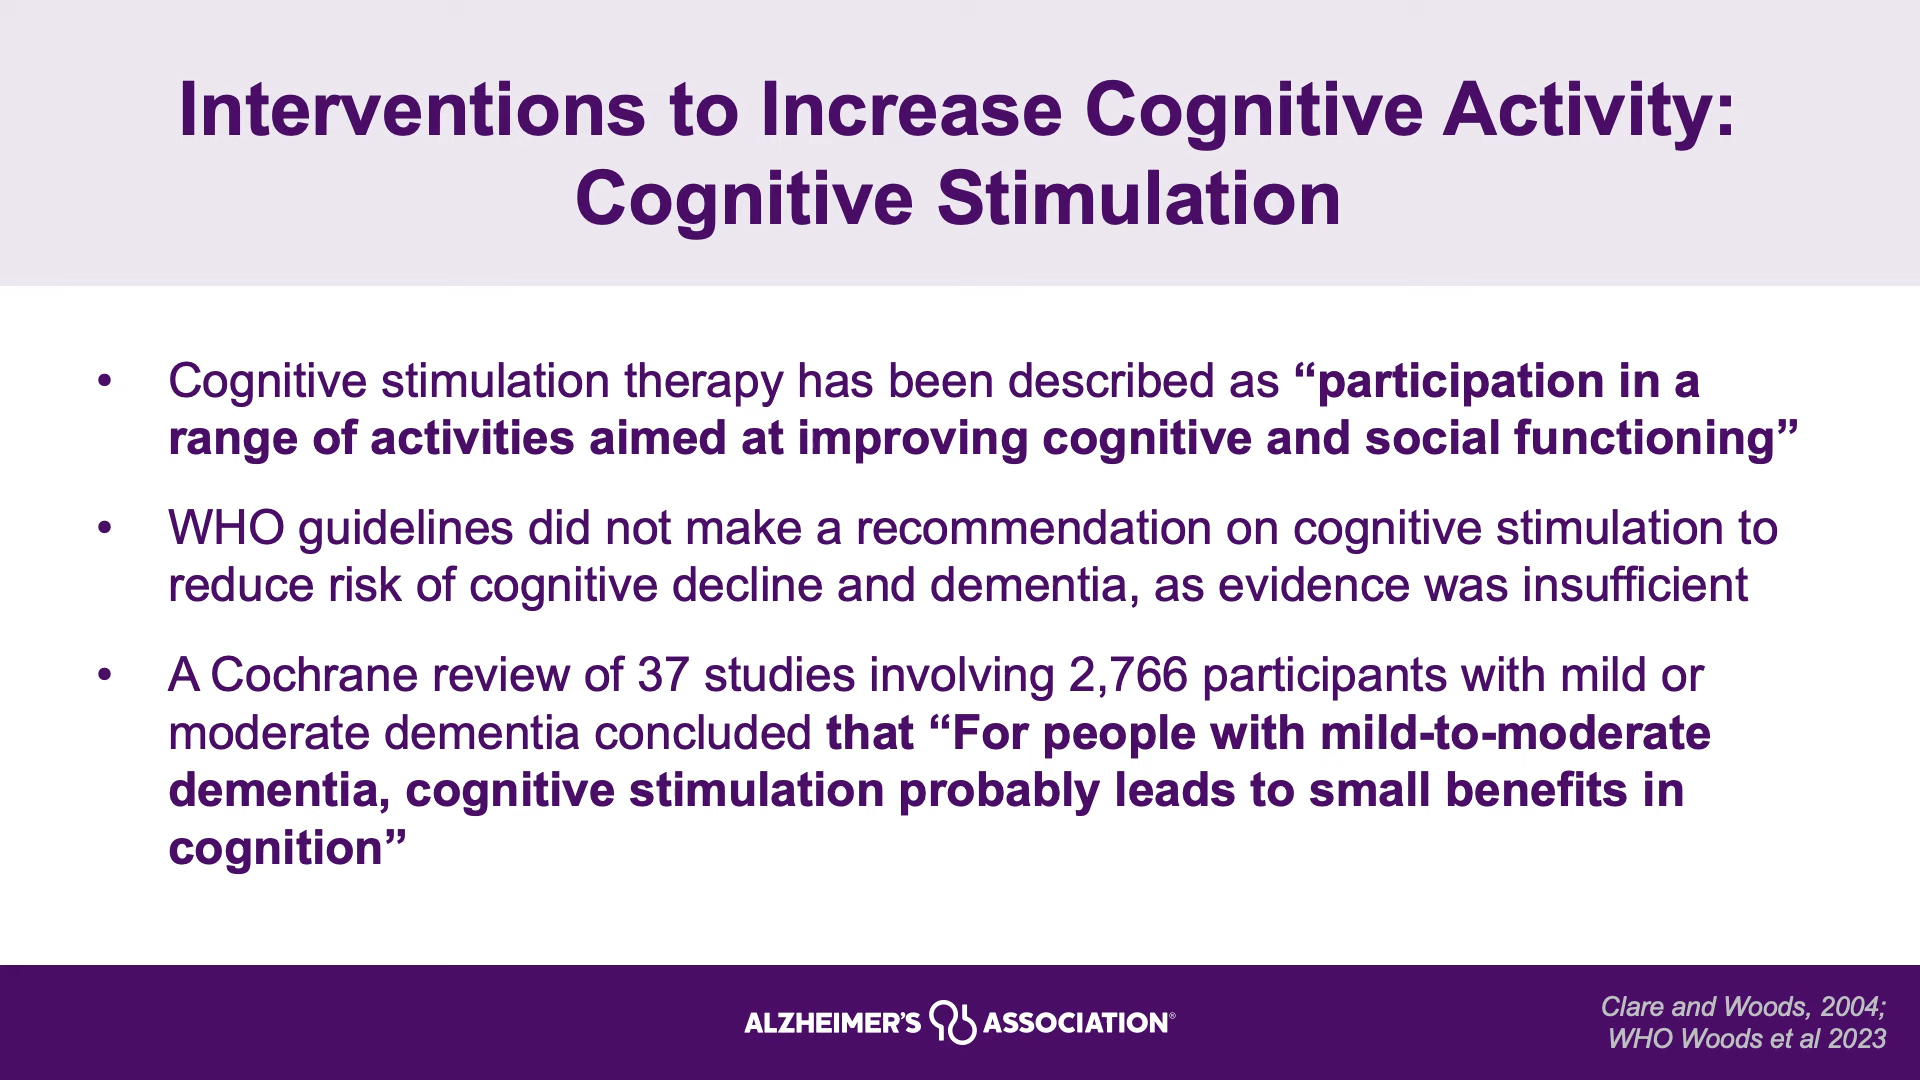 Interventions to Increase Cognitive Activity:
Cognitive Stimulation
• Cognitive stimulation therapy has been described as “participation in a
range of activities aimed at improving cognitive and social functioning”
• WHO guidelines did not make a recommendation on cognitive stimulation to
reduce risk of cognitive decline and dementia, as evidence was insufficient
• A Cochrane review of 37 studies involving 2,766 participants with mild or
moderate dementia concluded that “For people with mild-to-moderate
dementia, cognitive stimulation probably leads to small benefits in
cognition”
ALZHEIMER’S ASSOCIATION®
Clare and Woods, 2004;
WHO Woods et al 2023